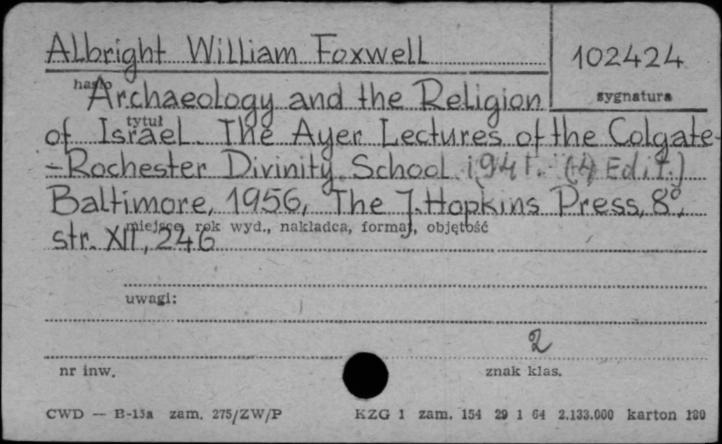 Albright William Foxwell 102424
hasło sygnatura
Archaeology and the Religion
tytuł
of Israel. The Ayer Lectures of the Colgate-
-Rochester Divinity School 1941. (4 Edit.)
Baltimore, 1956, The J. Hopkins Press, 8°,
miejsce, rok wyd., nakładca, format, objętość
str. XII, 246
uwagi:
2
nr inw. znak klas.
CWD — B-15a zam. 275/ZW/P KZG 1 zam. 154 29 1 64 2.133.000 karton 180